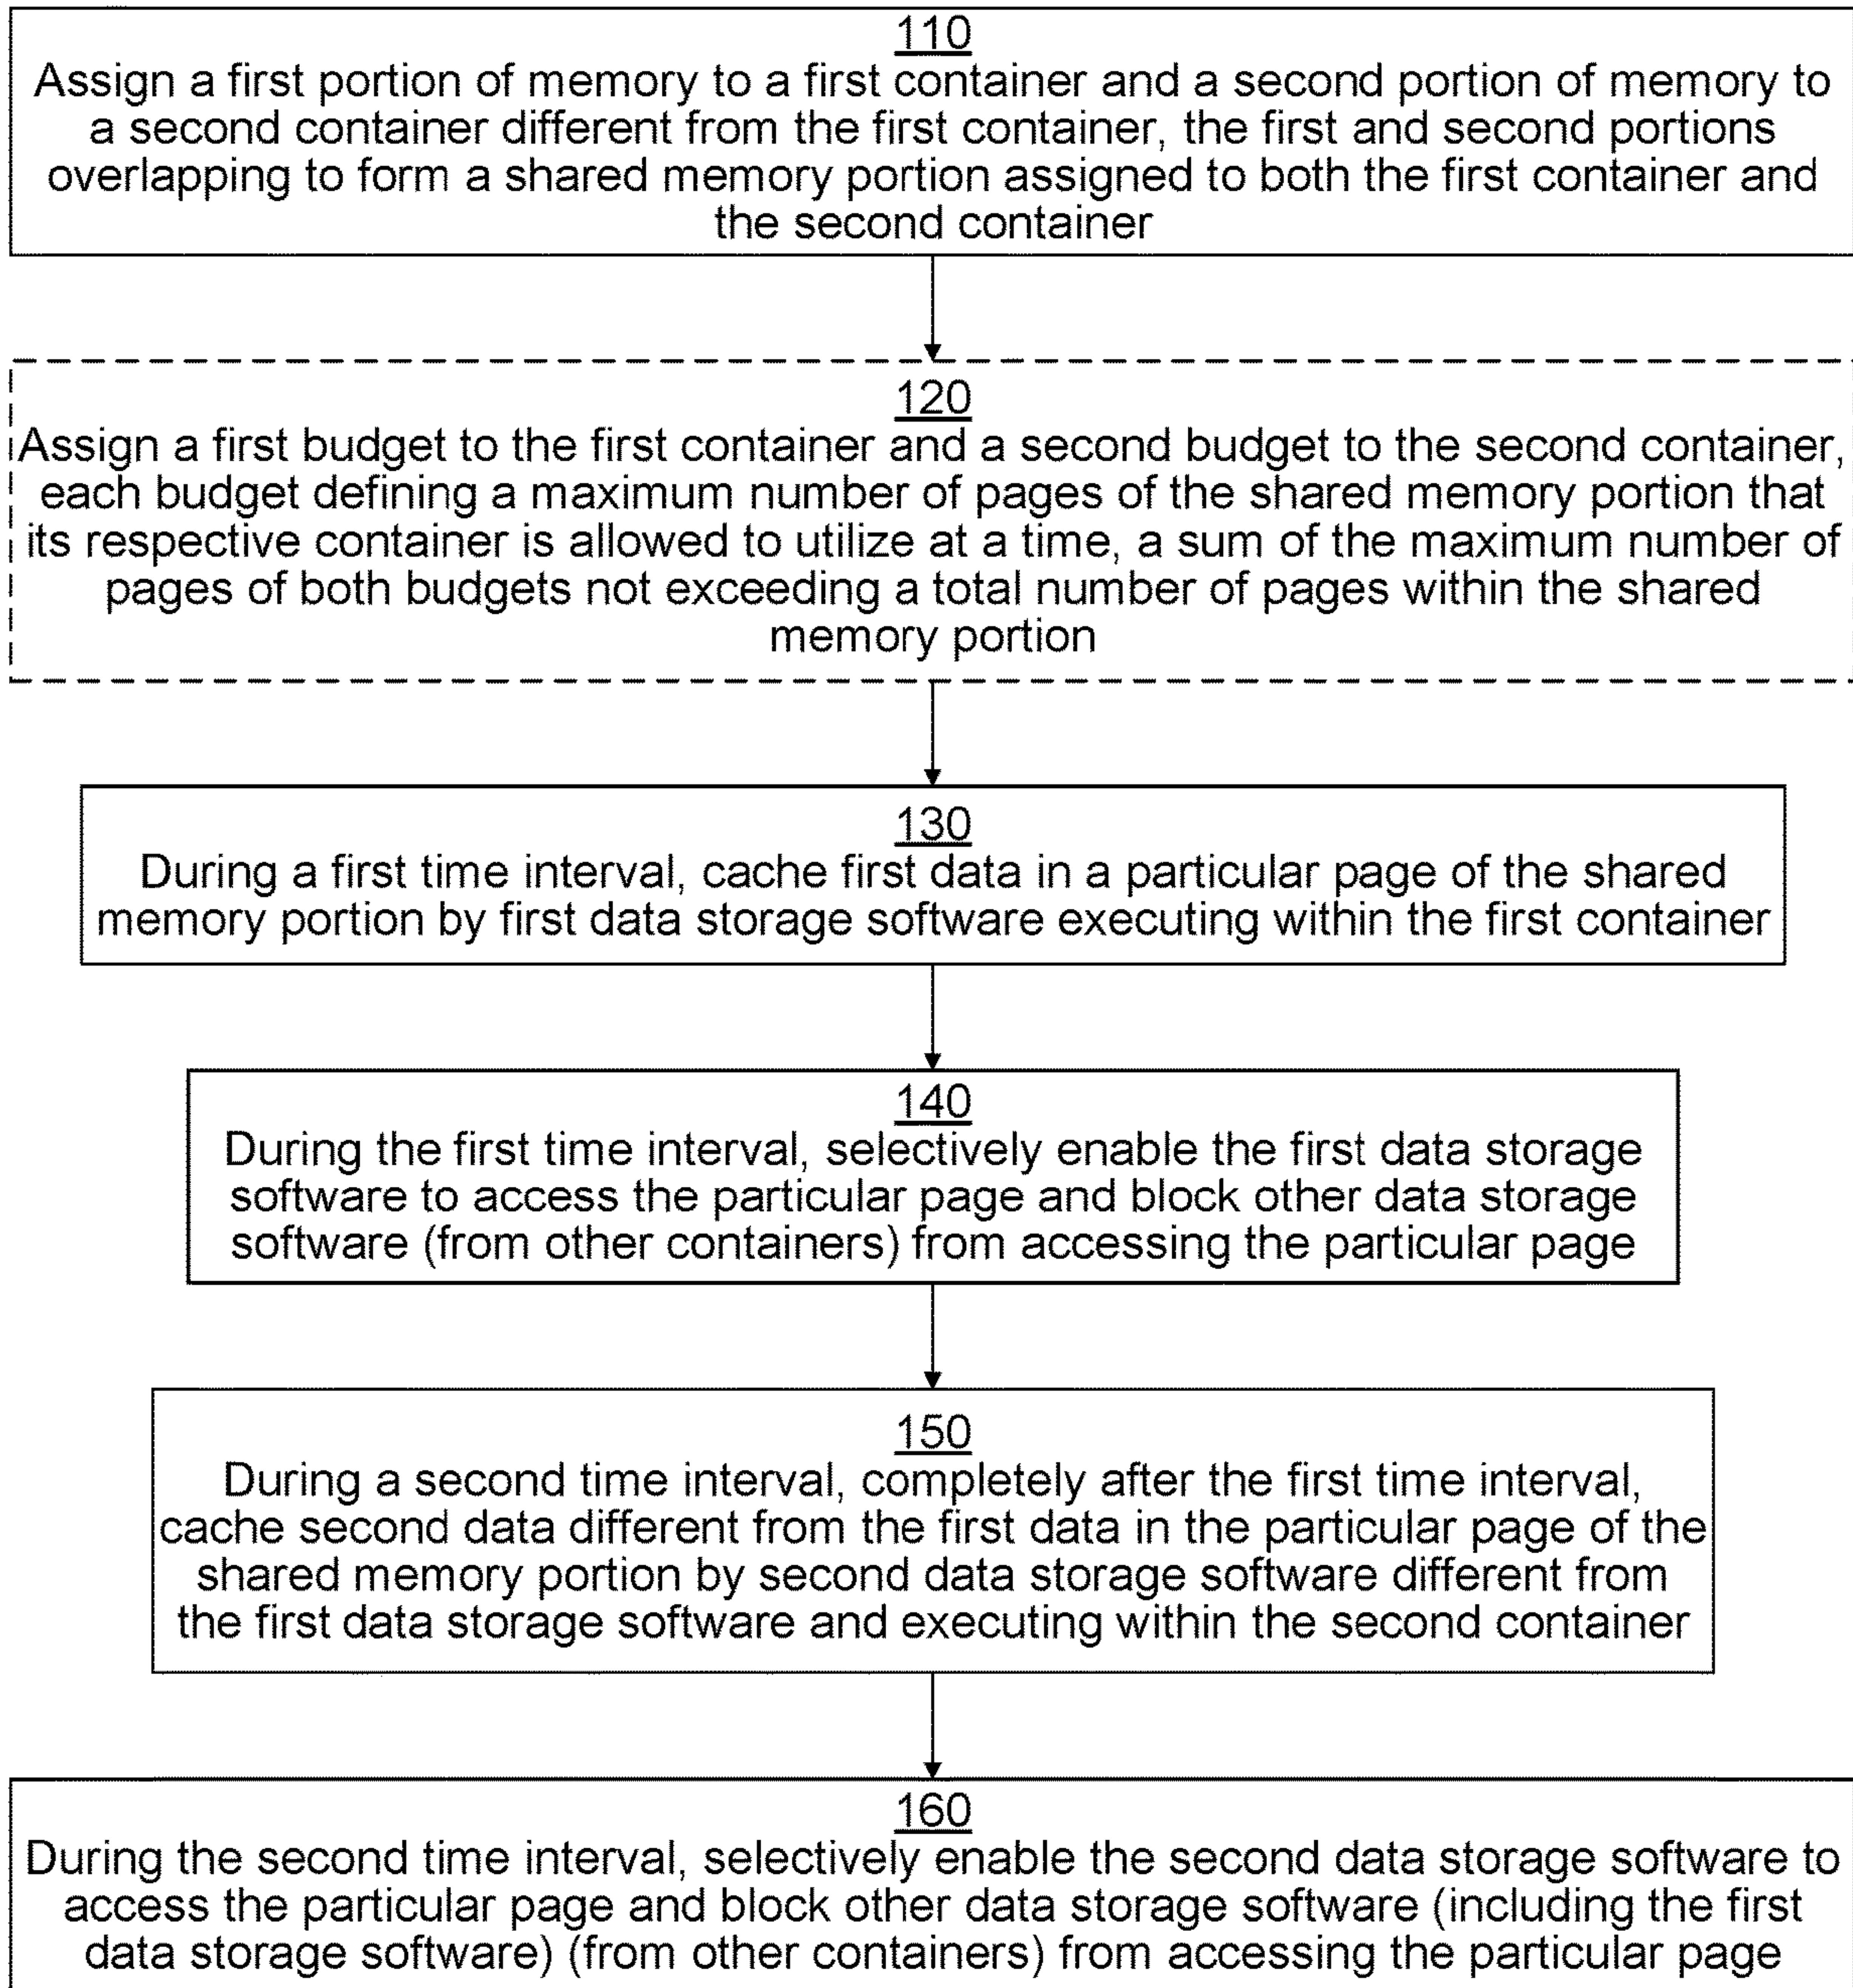 110
Assign a first portion of memory to a first container and a second portion of memory to
a second container different from the first container, the first and second portions
overlapping to form a shared memory portion assigned to both the first container and
the second container
120
Assign a first budget to the first container and a second budget to the second container,
each budget defining a maximum number of pages of the shared memory portion that
its respective container is allowed to utilize at a time, a sum of the maximum number of
pages of both budgets not exceeding a total number of pages within the shared
memory portion
130
During a first time interval, cache first data in a particular page of the shared
memory portion by first data storage software executing within the first container
140
During the first time interval, selectively enable the first data storage
software to access the particular page and block other data storage
software (from other containers) from accessing the particular page
150
During a second time interval, completely after the first time interval,
cache second data different from the first data in the particular page of the
shared memory portion by second data storage software different from
the first data storage software and executing within the second container
160
During the second time interval, selectively enable the second data storage software to
access the particular page and block other data storage software (including the first
data storage software) (from other containers) from accessing the particular page